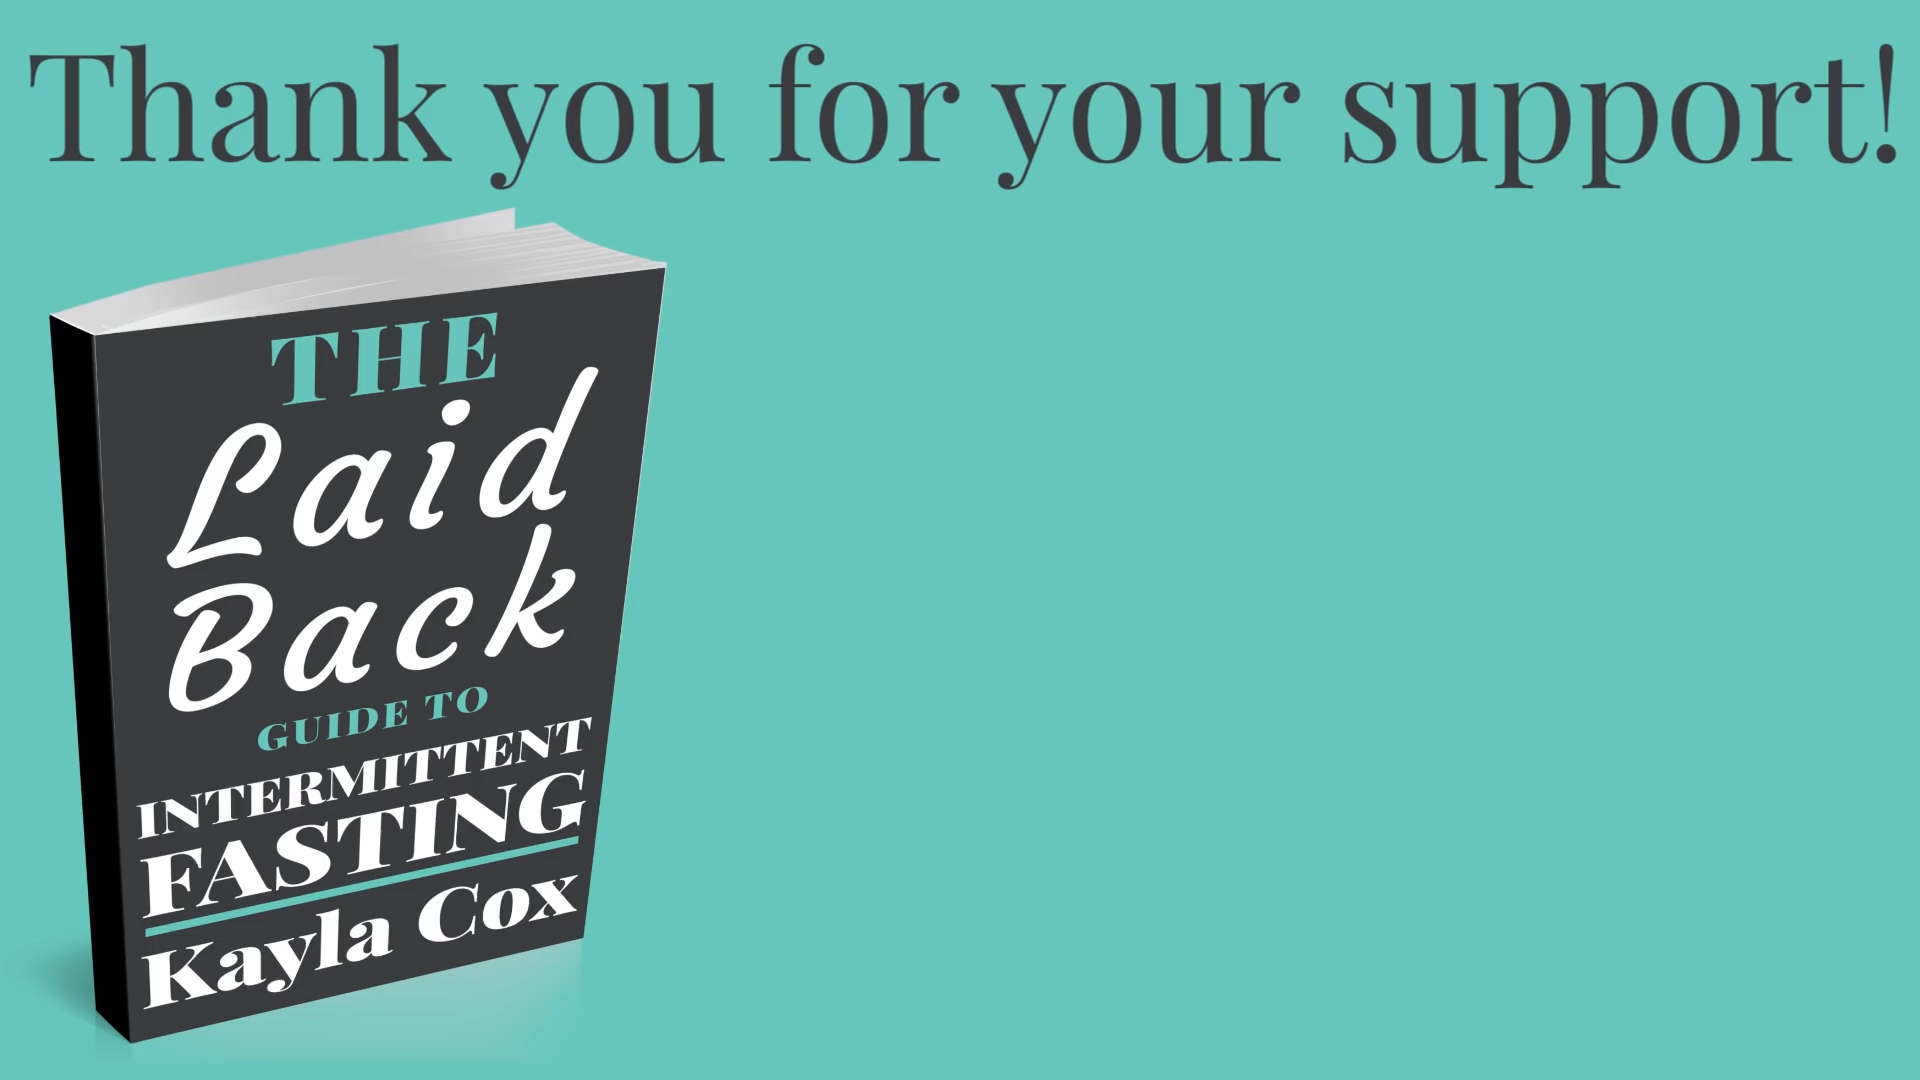 Thank you for your support!
THE
Laid
Back
GUIDE TO
INTERMITTENT
FASTING
Kayla Cox